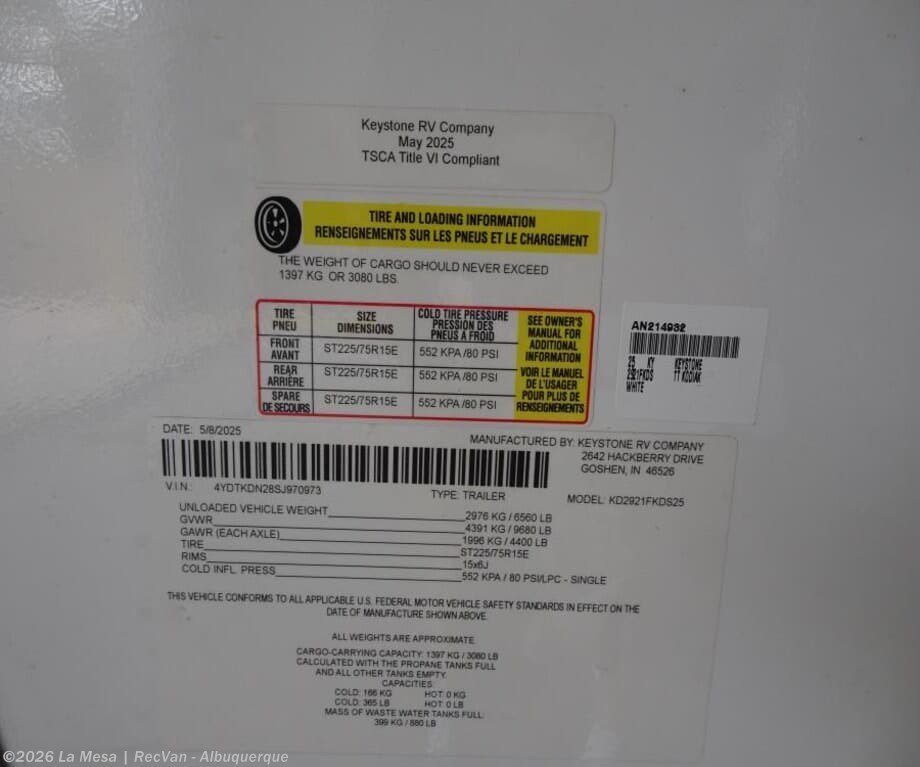 Keystone RV Company
May 2025
TSCA Title VI Compliant
TIRE AND LOADING INFORMATION
RENSEIGNEMENTS SUR LES PNEUS ET LE CHARGEMENT
THE WEIGHT OF CARGO SHOULD NEVER EXCEED
1397 KG OR 3080 LBS.
TIRE
PNEU
SIZE
DIMENSIONS
COLD TIRE PRESSURE
PRESSION DES
PNEUS A FROID
SEE OWNER'S
MANUAL FOR
ADDITIONAL
INFORMATION
VOIR LE MANUEL
DE L'USAGER
POUR PLUS DE
RENSEIGNEMENTS
FRONT
AVANT
ST225/75R15E
552 KPA /80 PSI
REAR
ARRIÈRE
ST225/75R15E
552 KPA /80 PSI
SPARE
DE SECOURS
ST225/75R15E
552 KPA /80 PSI
AN214932
25 KY KEYSTONE
2921FKDS TT KODIAK
WHITE
DATE: 5/8/2025
MANUFACTURED BY: KEYSTONE RV COMPANY
2642 HACKBERRY DRIVE
GOSHEN, IN 46526
V.I.N.: 4YDTKDN28SJ970973
TYPE: TRAILER
MODEL: KD2921FKDS25
UNLOADED VEHICLE WEIGHT 2976 KG / 6560 LB
GVWR 4391 KG / 9680 LB
GAWR (EACH AXLE) 1996 KG / 4400 LB
TIRE ST225/75R15E
RIMS 15x6J
COLD INFL. PRESS 552 KPA / 80 PSI/LPC - SINGLE
THIS VEHICLE CONFORMS TO ALL APPLICABLE U.S. FEDERAL MOTOR VEHICLE SAFETY STANDARDS IN EFFECT ON THE
DATE OF MANUFACTURE SHOWN ABOVE.
ALL WEIGHTS ARE APPROXIMATE.
CARGO-CARRYING CAPACITY: 1397 KG / 3080 LB
CALCULATED WITH THE PROPANE TANKS FULL
AND ALL OTHER TANKS EMPTY.
CAPACITIES:
COLD: 166 KG HOT: 0 KG
COLD: 365 LB HOT: 0 LB
MASS OF WASTE WATER TANKS FULL:
399 KG / 880 LB
©2026 La Mesa | RecVan - Albuquerque